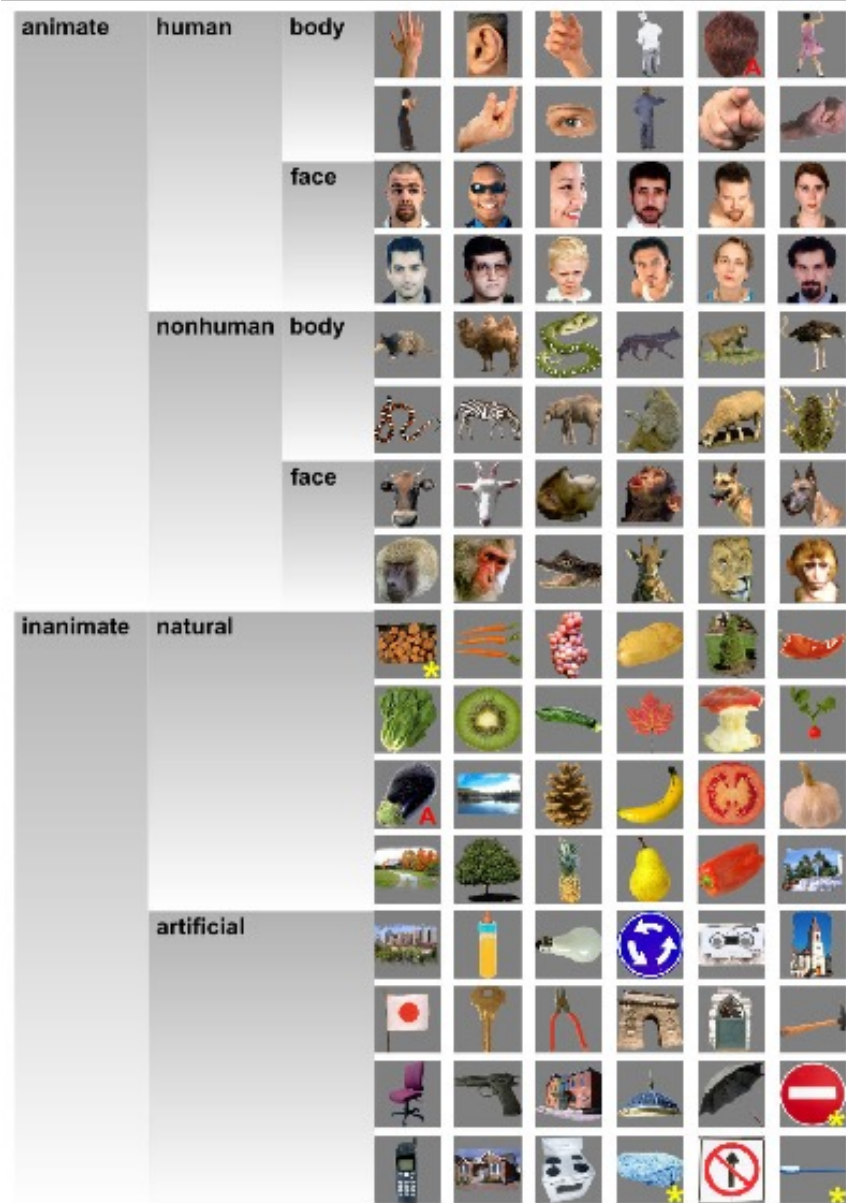 animate human body
A
face
nonhuman body
face
inanimate natural
*
A
artificial
*
* *